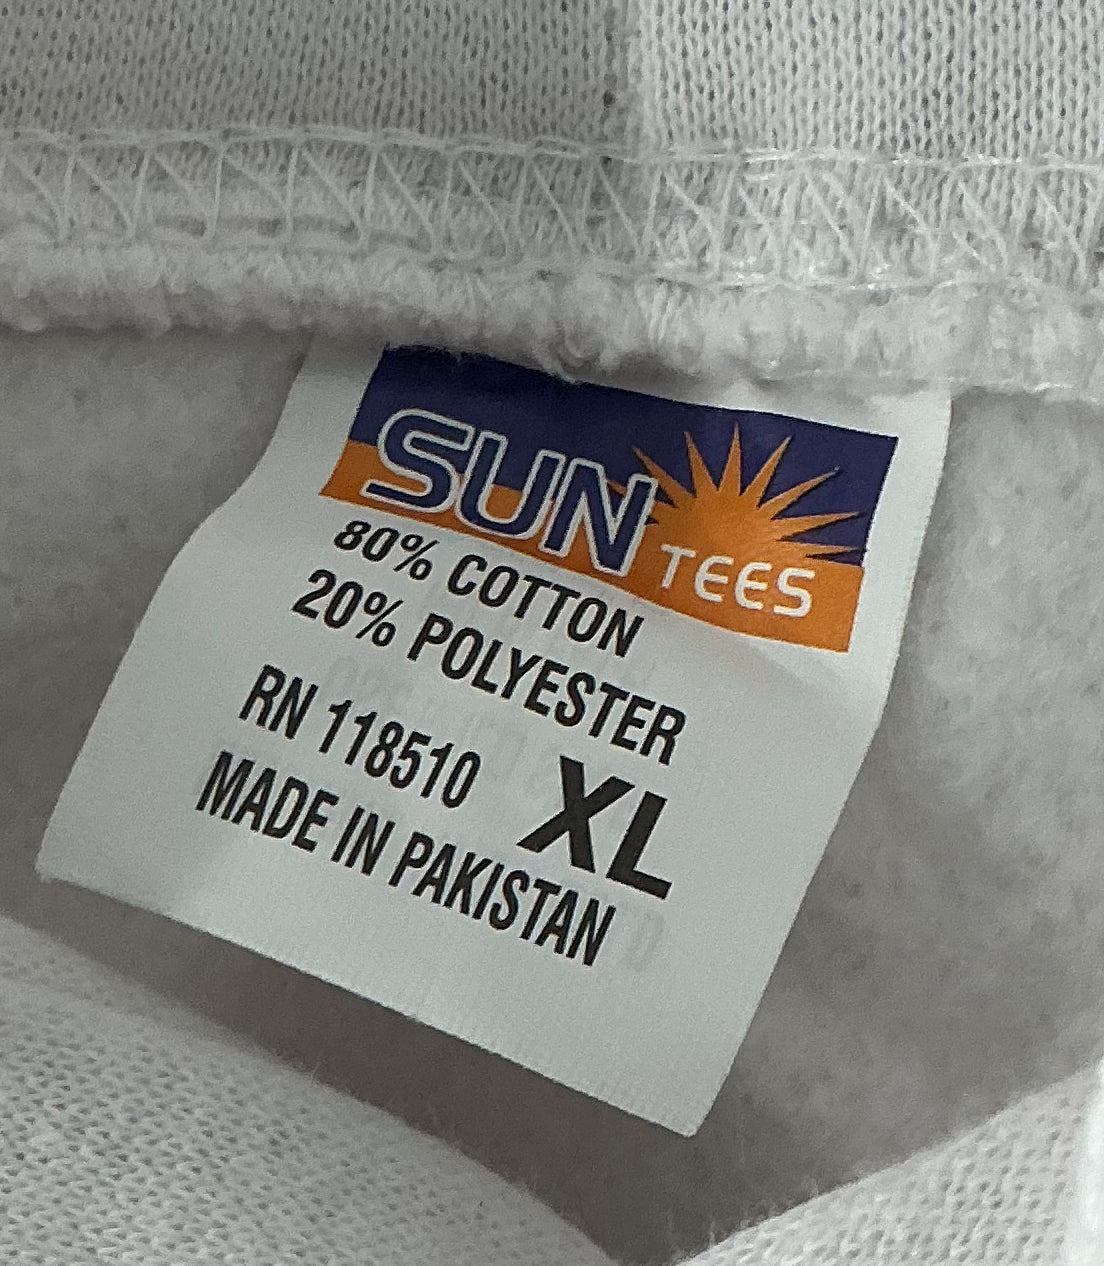 SUN TEES
80% COTTON
20% POLYESTER
RN 118510 XL
MADE IN PAKISTAN